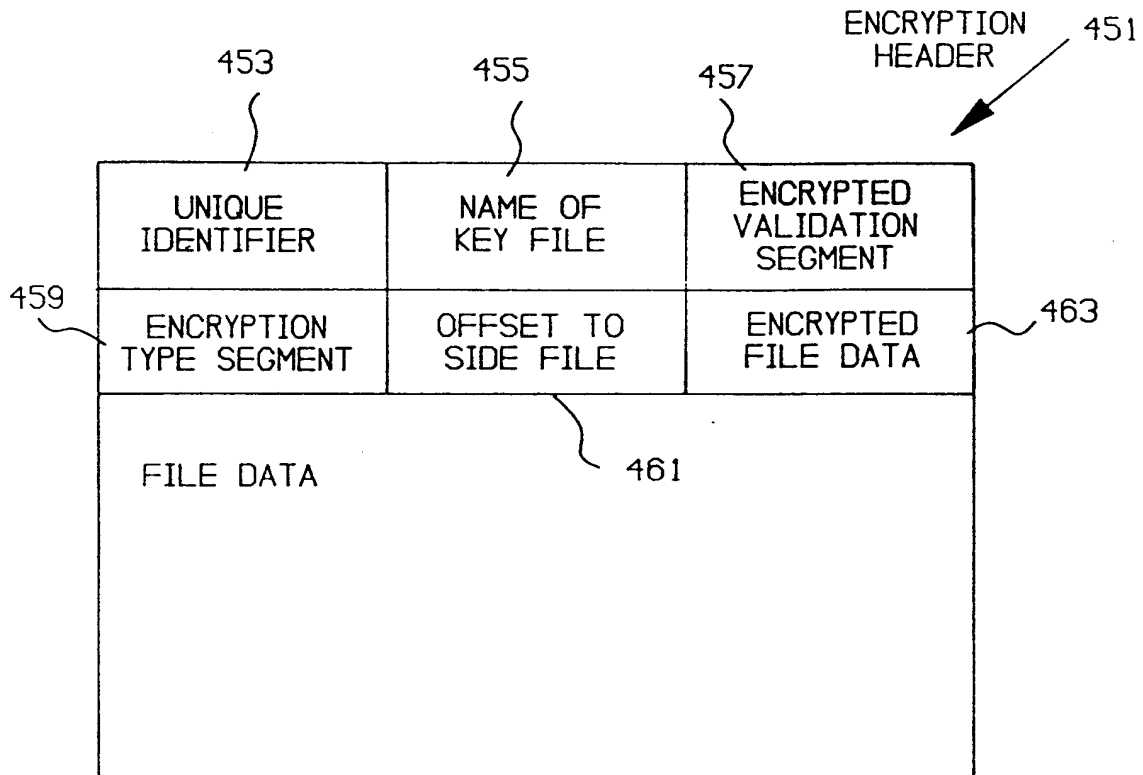 ENCRYPTION
HEADER
451
453
455
457
UNIQUE
IDENTIFIER
NAME OF
KEY FILE
ENCRYPTED
VALIDATION
SEGMENT
459
ENCRYPTION
TYPE SEGMENT
OFFSET TO
SIDE FILE
ENCRYPTED
FILE DATA
463
461
FILE DATA